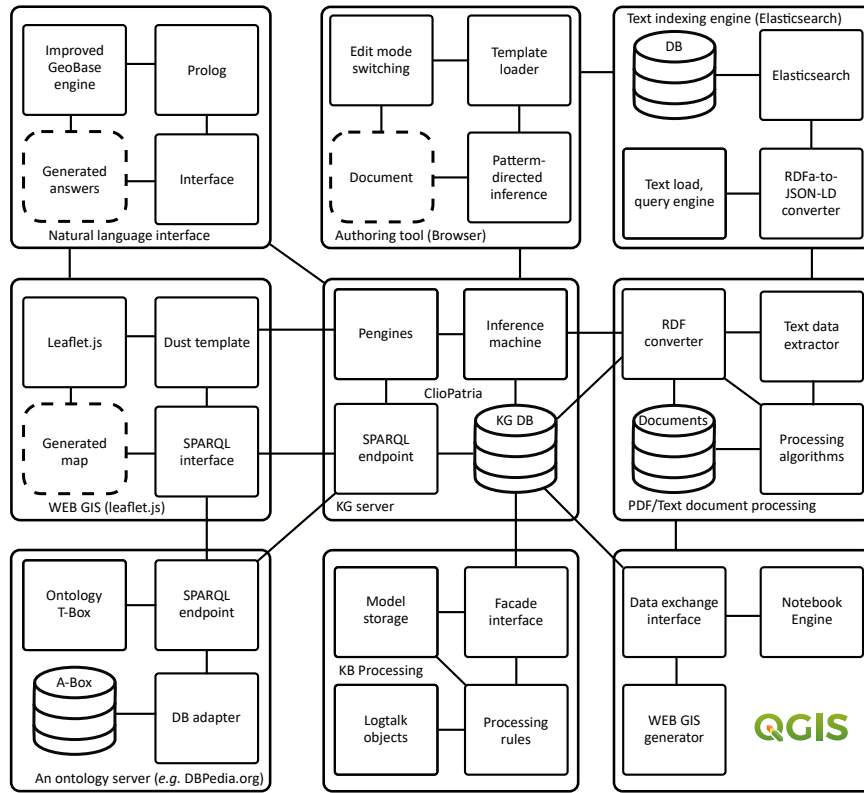 Improved
GeoBase
engine
Prolog
Generated
answers
Interface
Natural language interface
Edit mode
switching
Template
loader
Document
Patterm-
directed
inference
Authoring tool (Browser)
Text indexing engine (Elasticsearch)
DB
Elasticsearch
Text load,
query engine
RDFa-to-
JSON-LD
converter
Leaflet.js
Dust template
Generated
map
SPARQL
interface
WEB GIS (leaflet.js)
Pengines
Inference
machine
ClioPatria
SPARQL
endpoint
KG DB
KG server
RDF
converter
Text data
extractor
Documents
Processing
algorithms
PDF/Text document processing
Ontology
T-Box
SPARQL
endpoint
A-Box
DB adapter
An ontology server (e.g. DBPedia.org)
Model
storage
Facade
interface
KB Processing
Logtalk
objects
Processing
rules
Data exchange
interface
Notebook
Engine
WEB GIS
generator
QGIS